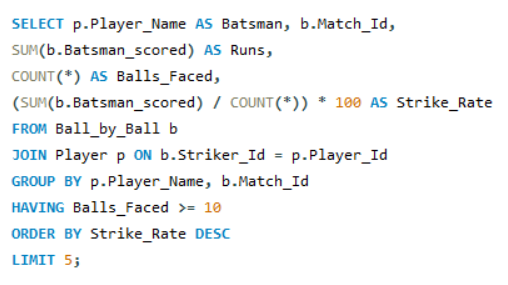 SELECT p.Player_Name AS Batsman, b.Match_Id,
SUM(b.Batsman_scored) AS Runs,
COUNT(*) AS Balls_Faced,
(SUM(b.Batsman_scored) / COUNT(*)) * 100 AS Strike_Rate
FROM Ball_by_Ball b
JOIN Player p ON b.Striker_Id = p.Player_Id
GROUP BY p.Player_Name, b.Match_Id
HAVING Balls_Faced >= 10
ORDER BY Strike_Rate DESC
LIMIT 5;